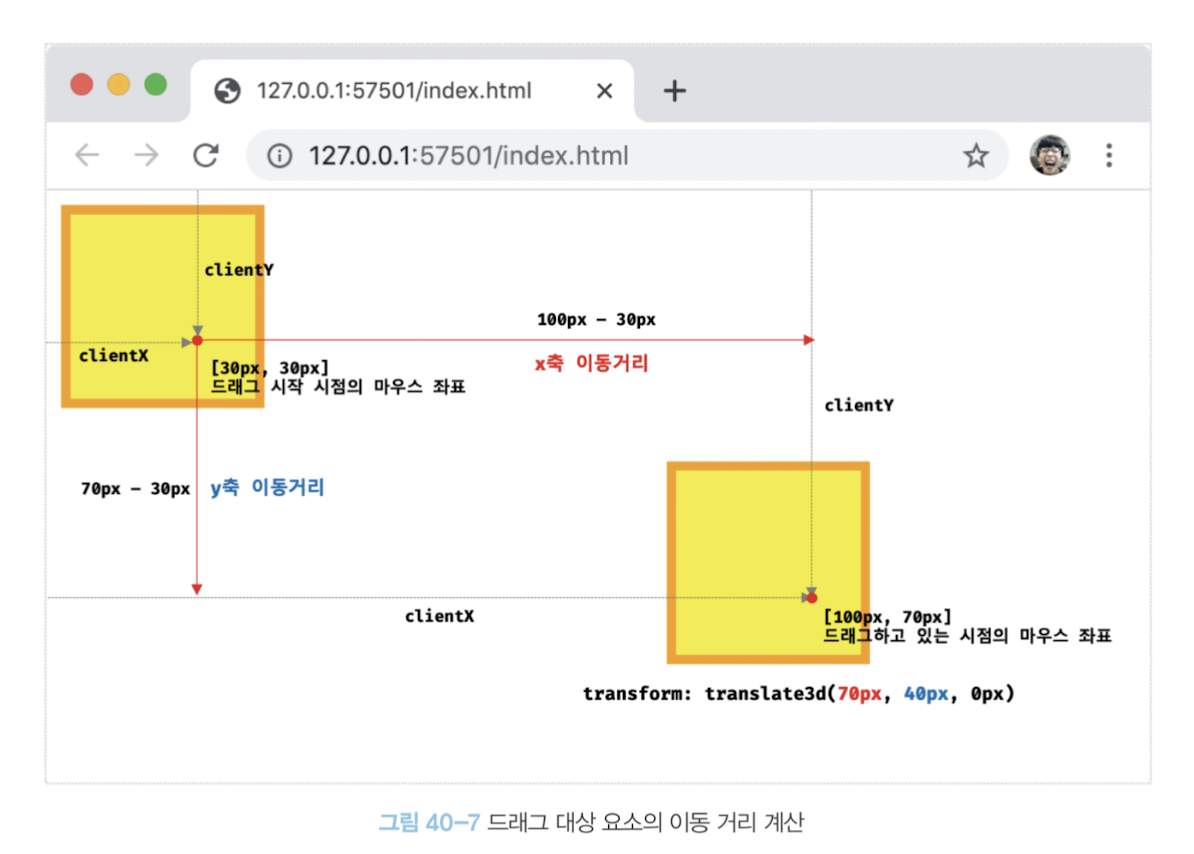 127.0.0.1:57501/index.html
127.0.0.1:57501/index.html
clientY
100px - 30px
clientX
x축 이동거리
[30px, 30px]
드래그 시작 시점의 마우스 좌표
clientY
70px - 30px
y축 이동거리
clientX
[100px, 70px]
드래그하고 있는 시점의 마우스 좌표
transform: translate3d(70px, 40px, 0px)
그림 40-7 드래그 대상 요소의 이동 거리 계산